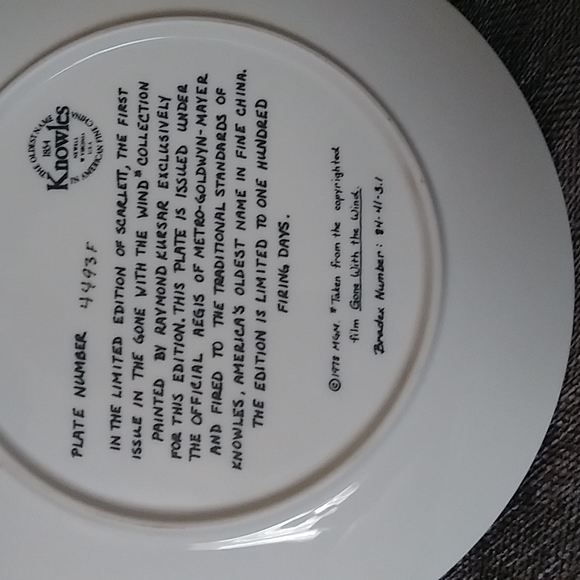 THE OLDEST NAME
1854
Knowles
NEWELL
W. VIRGINIA
U.S.A.
IN AMERICAN FINE CHINA
PLATE NUMBER 4493F
IN THE LIMITED EDITION OF SCARLETT, THE FIRST
ISSUE IN THE GONE WITH THE WIND* COLLECTION
PAINTED BY RAYMOND KURSAR EXCLUSIVELY
FOR THIS EDITION. THIS PLATE IS ISSUED UNDER
THE OFFICIAL AEGIS OF METRO-GOLDWYN-MAYER
AND FIRED TO THE TRADITIONAL STANDARDS OF
KNOWLES, AMERICA'S OLDEST NAME IN FINE CHINA.
THE EDITION IS LIMITED TO ONE HUNDRED
FIRING DAYS.
©1978 MGM. *Taken from the copyrighted
film Gone With the Wind.
Bradex Number: 84-41-3.1